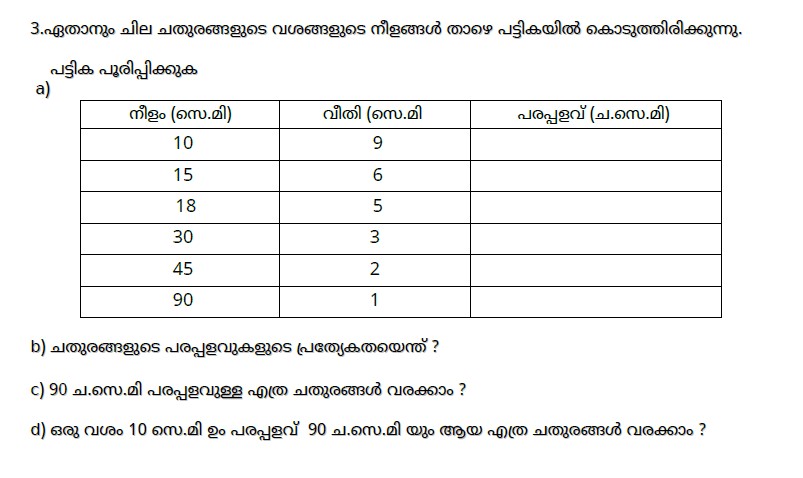 3.ഏതാനും ചില ചതുരങ്ങളുടെ വശങ്ങളുടെ നീളങ്ങൾ താഴെ പട്ടികയിൽ കൊടുത്തിരിക്കുന്നു.
പട്ടിക പൂരിപ്പിക്കുക
a)
നീളം (സെ.മി) വീതി (സെ.മി പരപ്പളവ് (ച.സെ.മി)
10 9
15 6
18 5
30 3
45 2
90 1
b) ചതുരങ്ങളുടെ പരപ്പളവുകളുടെ പ്രത്യേകതയെന്ത് ?
c) 90 ച.സെ.മി പരപ്പളവുള്ള എത്ര ചതുരങ്ങൾ വരക്കാം ?
d) ഒരു വശം 10 സെ.മി ഉം പരപ്പളവ് 90 ച.സെ.മി യും ആയ എത്ര ചതുരങ്ങൾ വരക്കാം ?